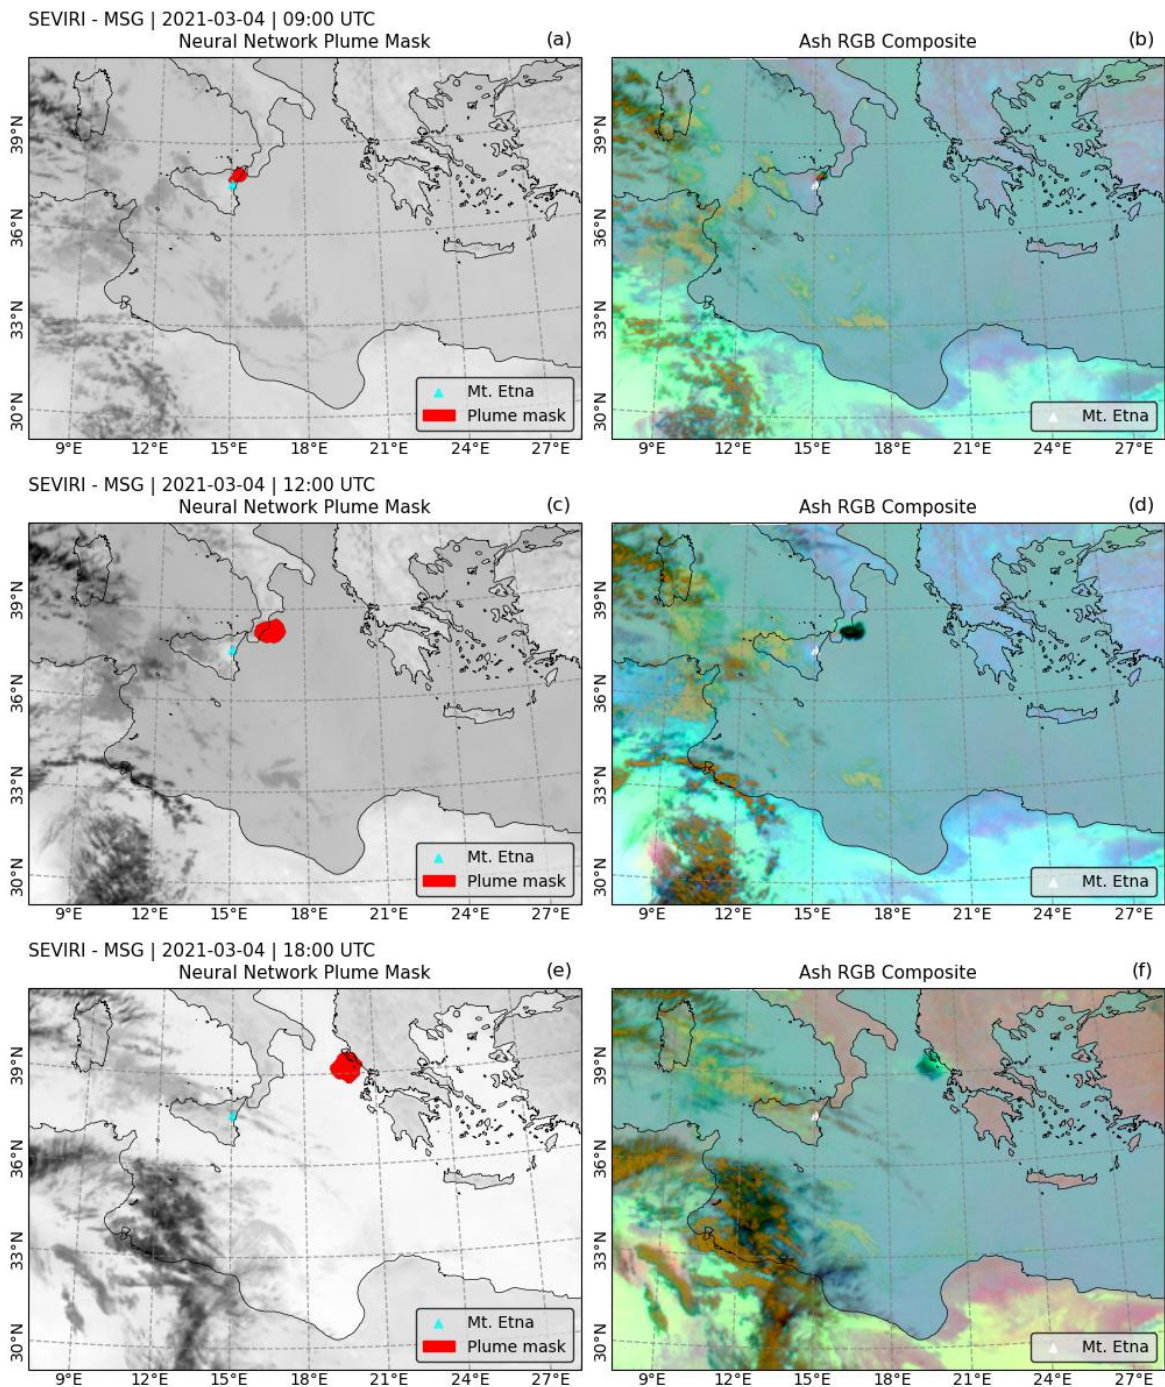 SEVIRI - MSG | 2021-03-04 | 09:00 UTC
Neural Network Plume Mask (a)
Ash RGB Composite (b)
39°N
36°N
33°N
30°N
Mt. Etna
Plume mask
9°E 12°E 15°E 18°E 21°E 24°E 27°E
39°N
36°N
33°N
30°N
Mt. Etna
9°E 12°E 15°E 18°E 21°E 24°E 27°E
SEVIRI - MSG | 2021-03-04 | 12:00 UTC
Neural Network Plume Mask (c)
Ash RGB Composite (d)
39°N
36°N
33°N
30°N
Mt. Etna
Plume mask
9°E 12°E 15°E 18°E 21°E 24°E 27°E
39°N
36°N
33°N
30°N
Mt. Etna
9°E 12°E 15°E 18°E 21°E 24°E 27°E
SEVIRI - MSG | 2021-03-04 | 18:00 UTC
Neural Network Plume Mask (e)
Ash RGB Composite (f)
39°N
36°N
33°N
30°N
Mt. Etna
Plume mask
9°E 12°E 15°E 18°E 21°E 24°E 27°E
39°N
36°N
33°N
30°N
Mt. Etna
9°E 12°E 15°E 18°E 21°E 24°E 27°E